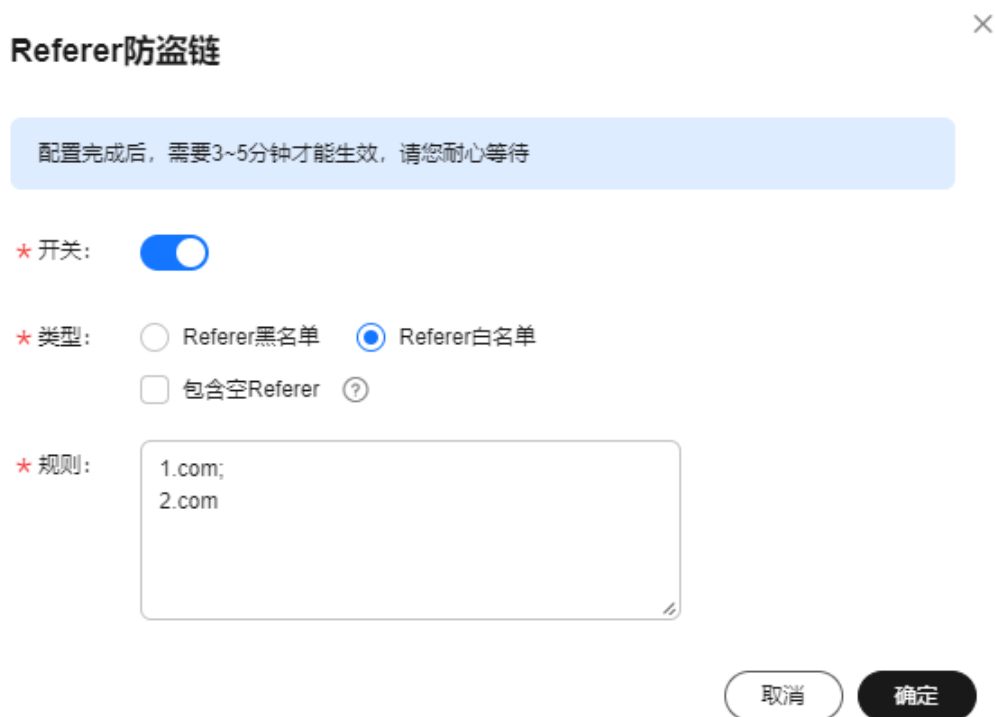 Referer防盗链
配置完成后，需要3~5分钟才能生效，请您耐心等待
* 开关：
* 类型： Referer黑名单 Referer白名单
包含空Referer ?
* 规则： 1.com;
2.com
取消 确定